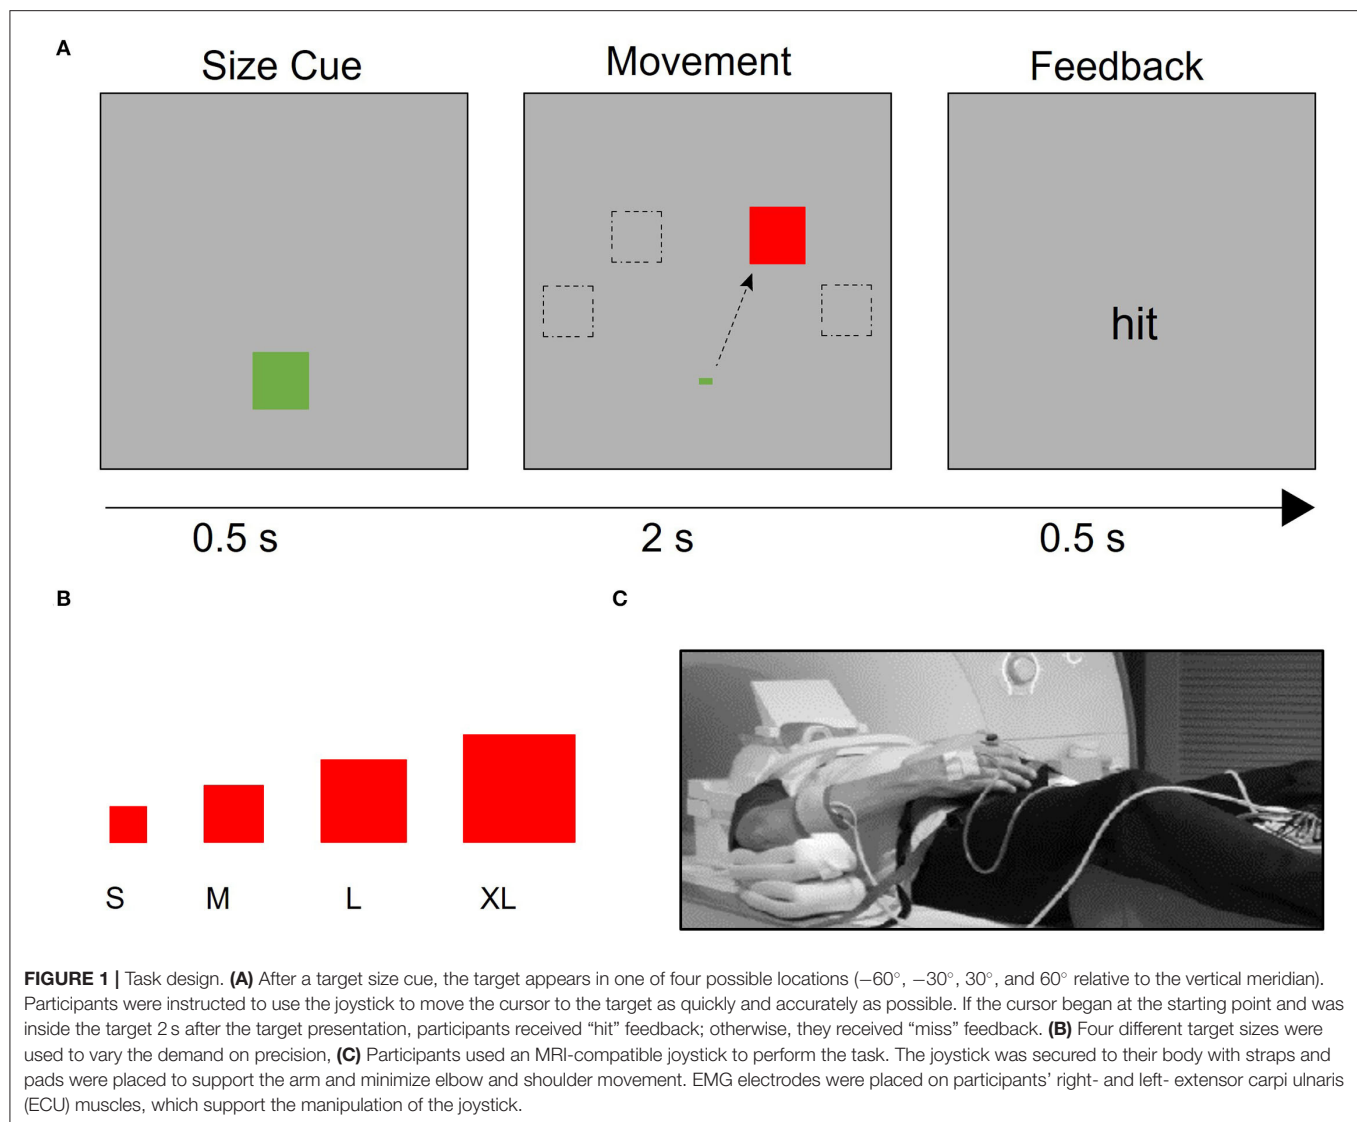 A
Size Cue
Movement
Feedback
hit
0.5 s
2 s
0.5 s
B
C
S
M
L
XL
FIGURE 1 | Task design. (A) After a target size cue, the target appears in one of four possible locations (−60°, −30°, 30°, and 60° relative to the vertical meridian).
Participants were instructed to use the joystick to move the cursor to the target as quickly and accurately as possible. If the cursor began at the starting point and was
inside the target 2 s after the target presentation, participants received “hit” feedback; otherwise, they received “miss” feedback. (B) Four different target sizes were
used to vary the demand on precision, (C) Participants used an MRI-compatible joystick to perform the task. The joystick was secured to their body with straps and
pads were placed to support the arm and minimize elbow and shoulder movement. EMG electrodes were placed on participants’ right- and left- extensor carpi ulnaris
(ECU) muscles, which support the manipulation of the joystick.